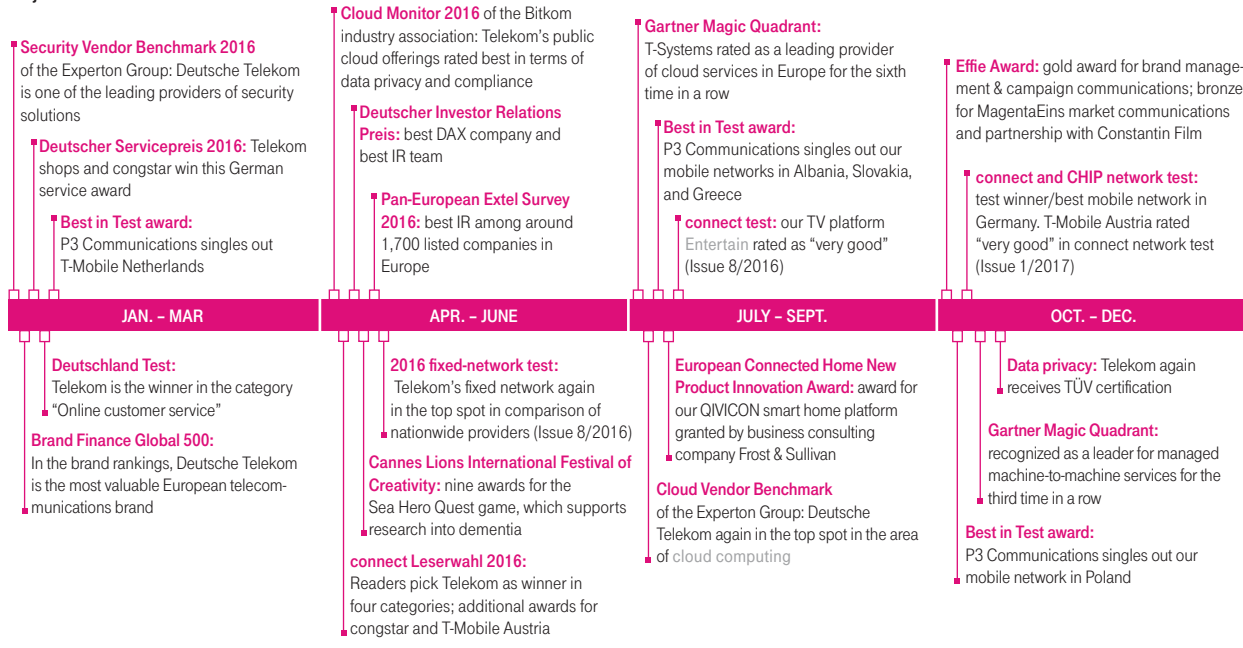 Security Vendor Benchmark 2016
of the Experton Group: Deutsche Telekom
is one of the leading providers of security
solutions
Deutscher Servicepreis 2016: Telekom
shops and congstar win this German
service award
Best in Test award:
P3 Communications singles out
T-Mobile Netherlands
Cloud Monitor 2016 of the Bitkom
industry association: Telekom's public
cloud offerings rated best in terms of
data privacy and compliance
Deutscher Investor Relations
Preis: best DAX company and
best IR team
Pan-European Extel Survey
2016: best IR among around
1,700 listed companies in
Europe
Gartner Magic Quadrant:
T-Systems rated as a leading provider
of cloud services in Europe for the sixth
time in a row
Best in Test award:
P3 Communications singles out our
mobile networks in Albania, Slovakia,
and Greece
connect test: our TV platform
Entertain rated as “very good”
(Issue 8/2016)
Effie Award: gold award for brand manage-
ment & campaign communications; bronze
for MagentaEins market communications
and partnership with Constantin Film
connect and CHIP network test:
test winner/best mobile network in
Germany. T-Mobile Austria rated
“very good” in connect network test
(Issue 1/2017)
JAN. – MAR
APR. – JUNE
JULY – SEPT.
OCT. – DEC.
Deutschland Test:
Telekom is the winner in the category
“Online customer service”
Brand Finance Global 500:
In the brand rankings, Deutsche Telekom
is the most valuable European telecom-
munications brand
2016 fixed-network test:
Telekom's fixed network again
in the top spot in comparison of
nationwide providers (Issue 8/2016)
Cannes Lions International Festival of
Creativity: nine awards for the
Sea Hero Quest game, which supports
research into dementia
connect Leserwahl 2016:
Readers pick Telekom as winner in
four categories; additional awards for
congstar and T-Mobile Austria
European Connected Home New
Product Innovation Award: award for
our QIVICON smart home platform
granted by business consulting
company Frost & Sullivan
Cloud Vendor Benchmark
of the Experton Group: Deutsche
Telekom again in the top spot in the area
of cloud computing
Data privacy: Telekom again
receives TÜV certification
Gartner Magic Quadrant:
recognized as a leader for managed
machine-to-machine services for the
third time in a row
Best in Test award:
P3 Communications singles out our
mobile network in Poland